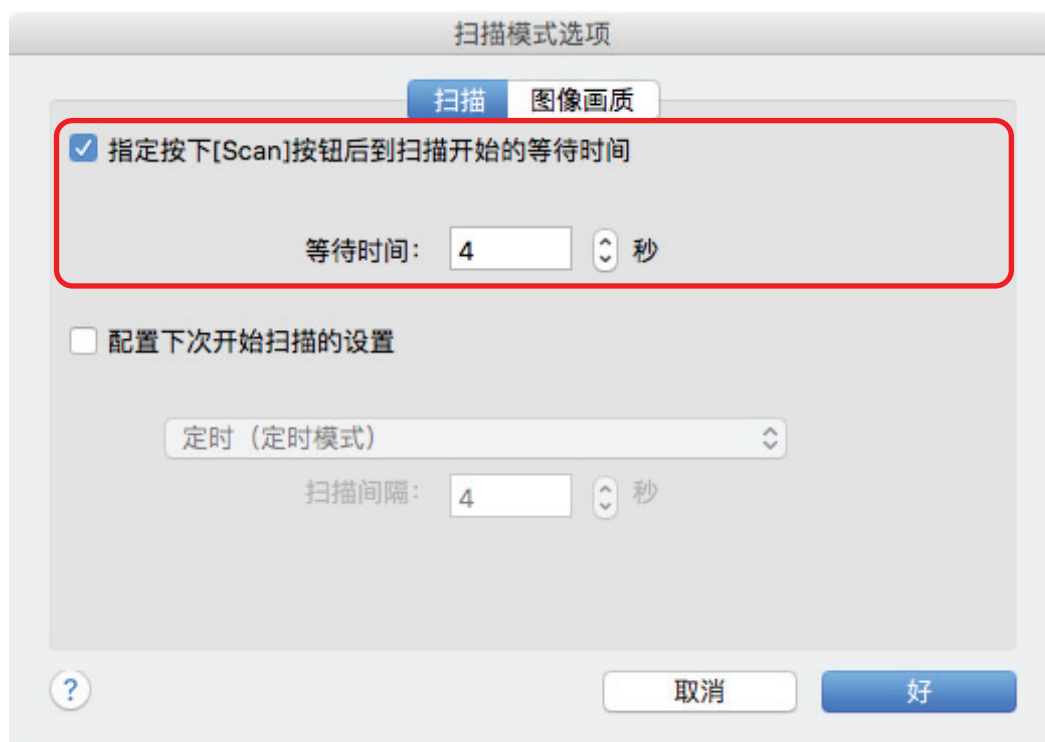 扫描模式选项
扫描 图像画质
指定按下[Scan]按钮后到扫描开始的等待时间
等待时间: 4 秒
配置下次开始扫描的设置
定时（定时模式）
扫描间隔: 4 秒
? 取消 好